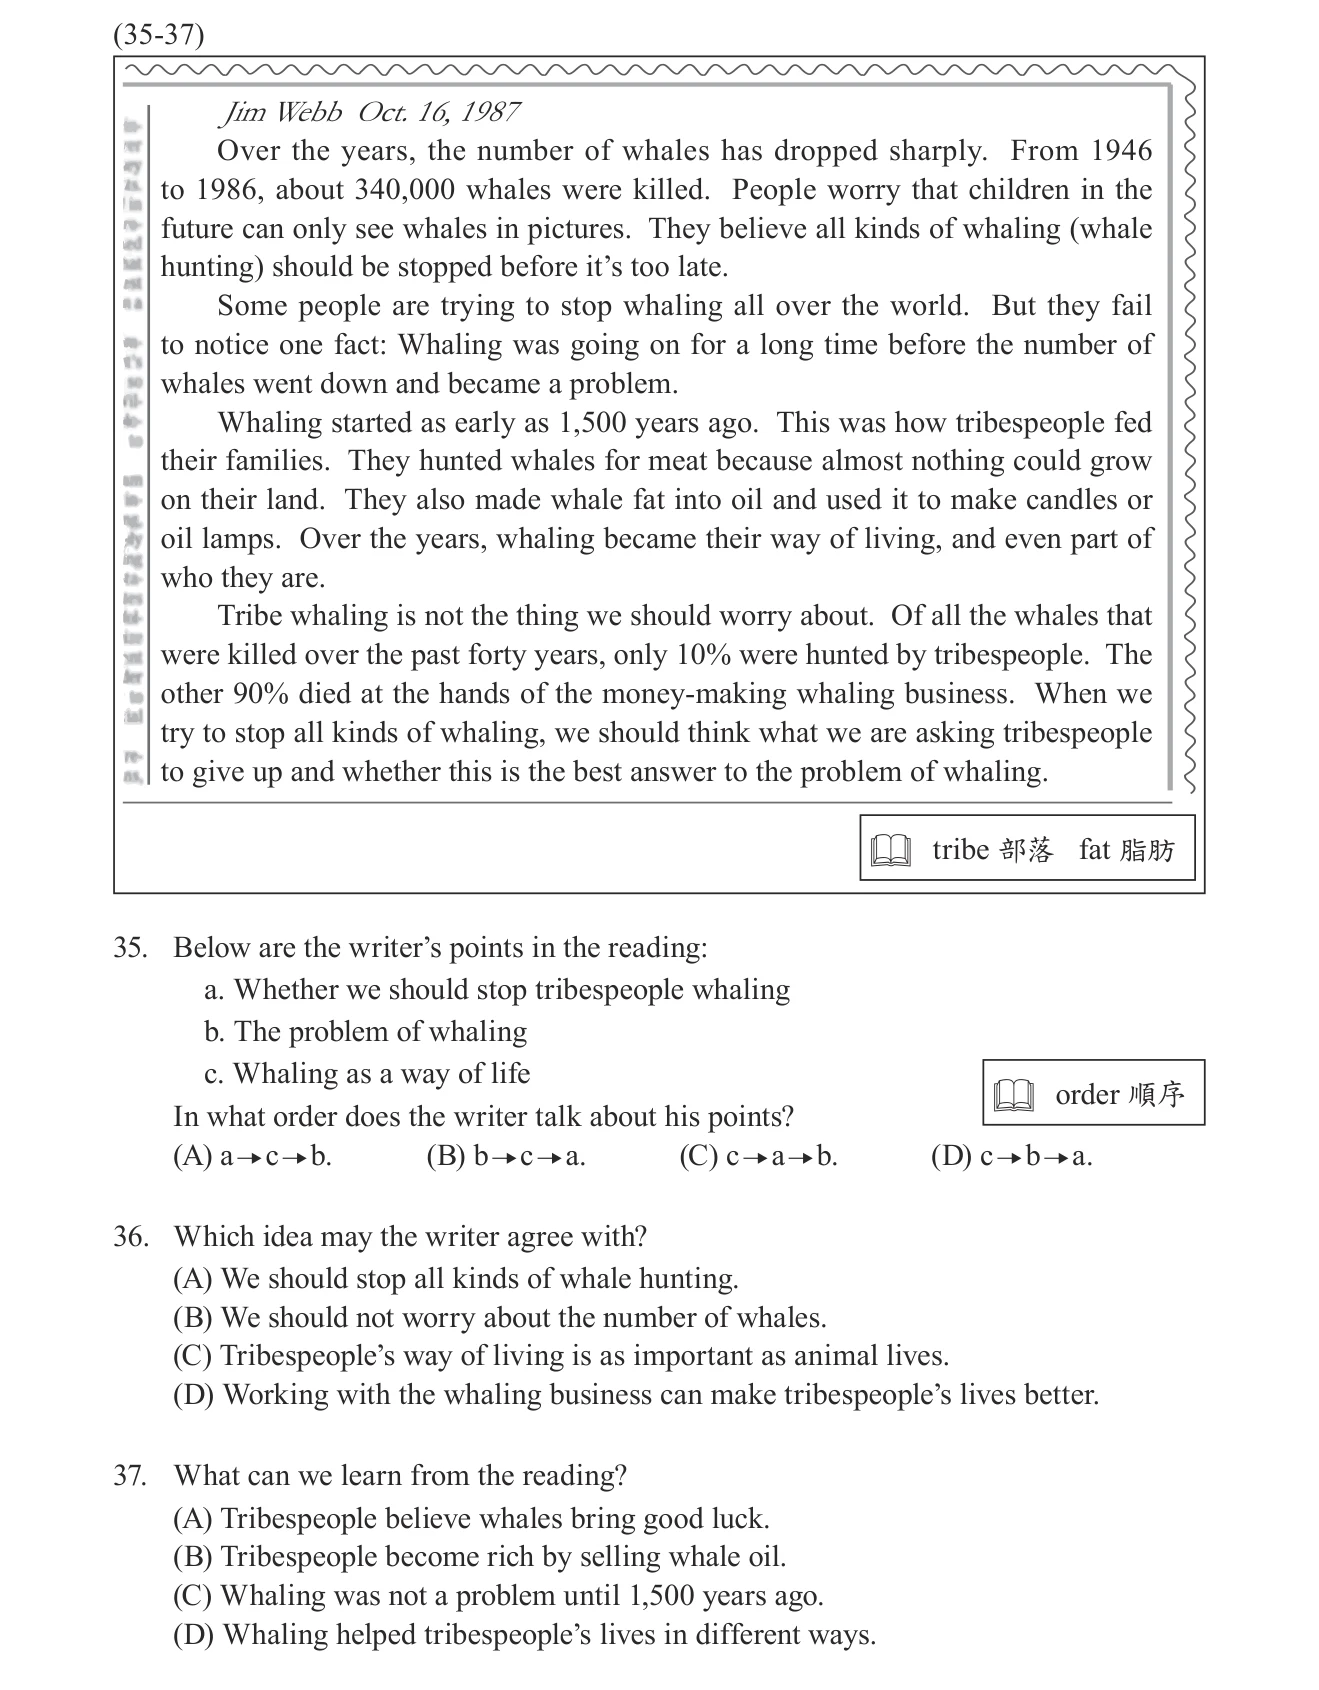 (35-37)
Jim Webb Oct. 16, 1987
Over the years, the number of whales has dropped sharply. From 1946
to 1986, about 340,000 whales were killed. People worry that children in the
future can only see whales in pictures. They believe all kinds of whaling (whale
hunting) should be stopped before it's too late.
Some people are trying to stop whaling all over the world. But they fail
to notice one fact: Whaling was going on for a long time before the number of
whales went down and became a problem.
Whaling started as early as 1,500 years ago. This was how tribespeople fed
their families. They hunted whales for meat because almost nothing could grow
on their land. They also made whale fat into oil and used it to make candles or
oil lamps. Over the years, whaling became their way of living, and even part of
who they are.
Tribe whaling is not the thing we should worry about. Of all the whales that
were killed over the past forty years, only 10% were hunted by tribespeople. The
other 90% died at the hands of the money-making whaling business. When we
try to stop all kinds of whaling, we should think what we are asking tribespeople
to give up and whether this is the best answer to the problem of whaling.
tribe 部落 fat 脂肪
35. Below are the writer's points in the reading:
a. Whether we should stop tribespeople whaling
b. The problem of whaling
c. Whaling as a way of life
order 順序
In what order does the writer talk about his points?
(A) a→c→b. (B) b→c→a. (C) c→a→b. (D) c→b→a.
36. Which idea may the writer agree with?
(A) We should stop all kinds of whale hunting.
(B) We should not worry about the number of whales.
(C) Tribespeople's way of living is as important as animal lives.
(D) Working with the whaling business can make tribespeople's lives better.
37. What can we learn from the reading?
(A) Tribespeople believe whales bring good luck.
(B) Tribespeople become rich by selling whale oil.
(C) Whaling was not a problem until 1,500 years ago.
(D) Whaling helped tribespeople's lives in different ways.